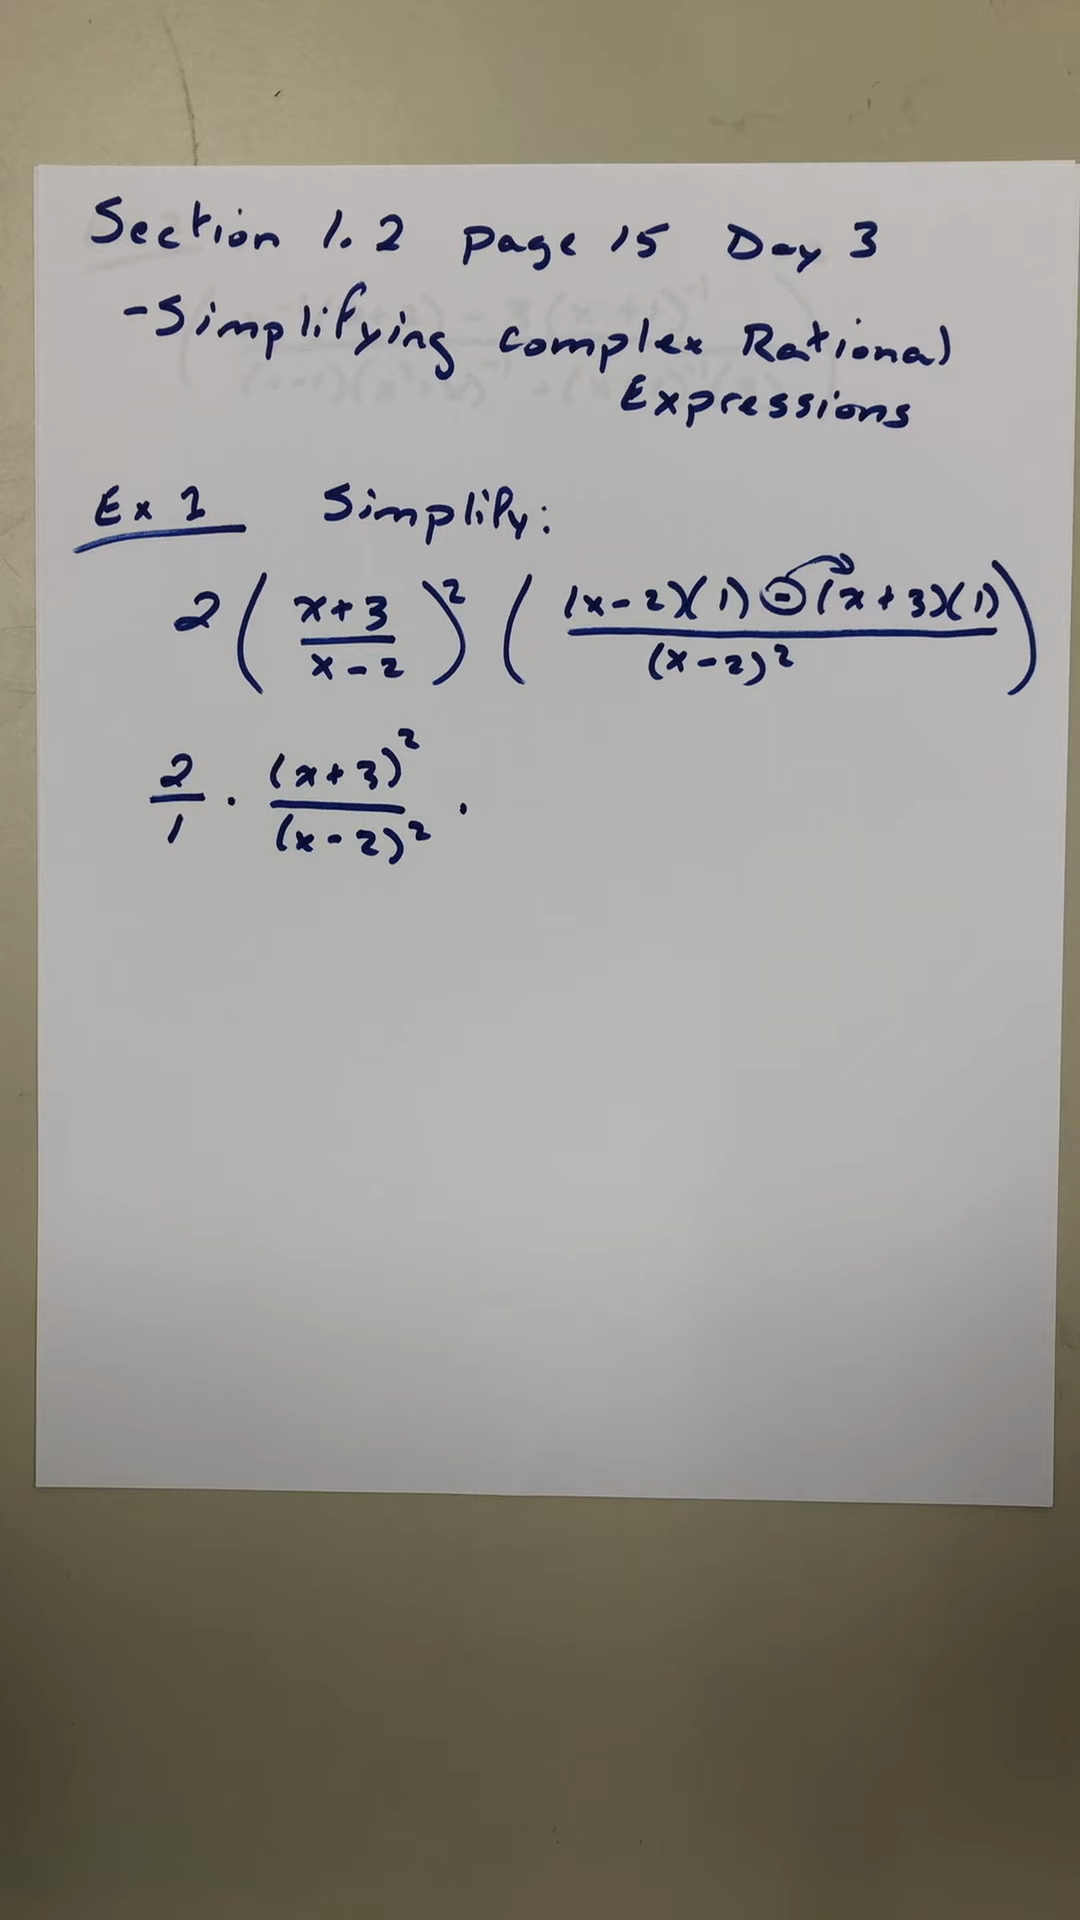 Section 1.2 page 15 Day 3
-Simplifying complex Rational
Expressions
Ex 1 Simplify:
2 ( x+3 / x-2 )² ( (x-2)(1) - (x+3)(1) / (x-2)² )
2/1 · (x+3)² / (x-2)² ·